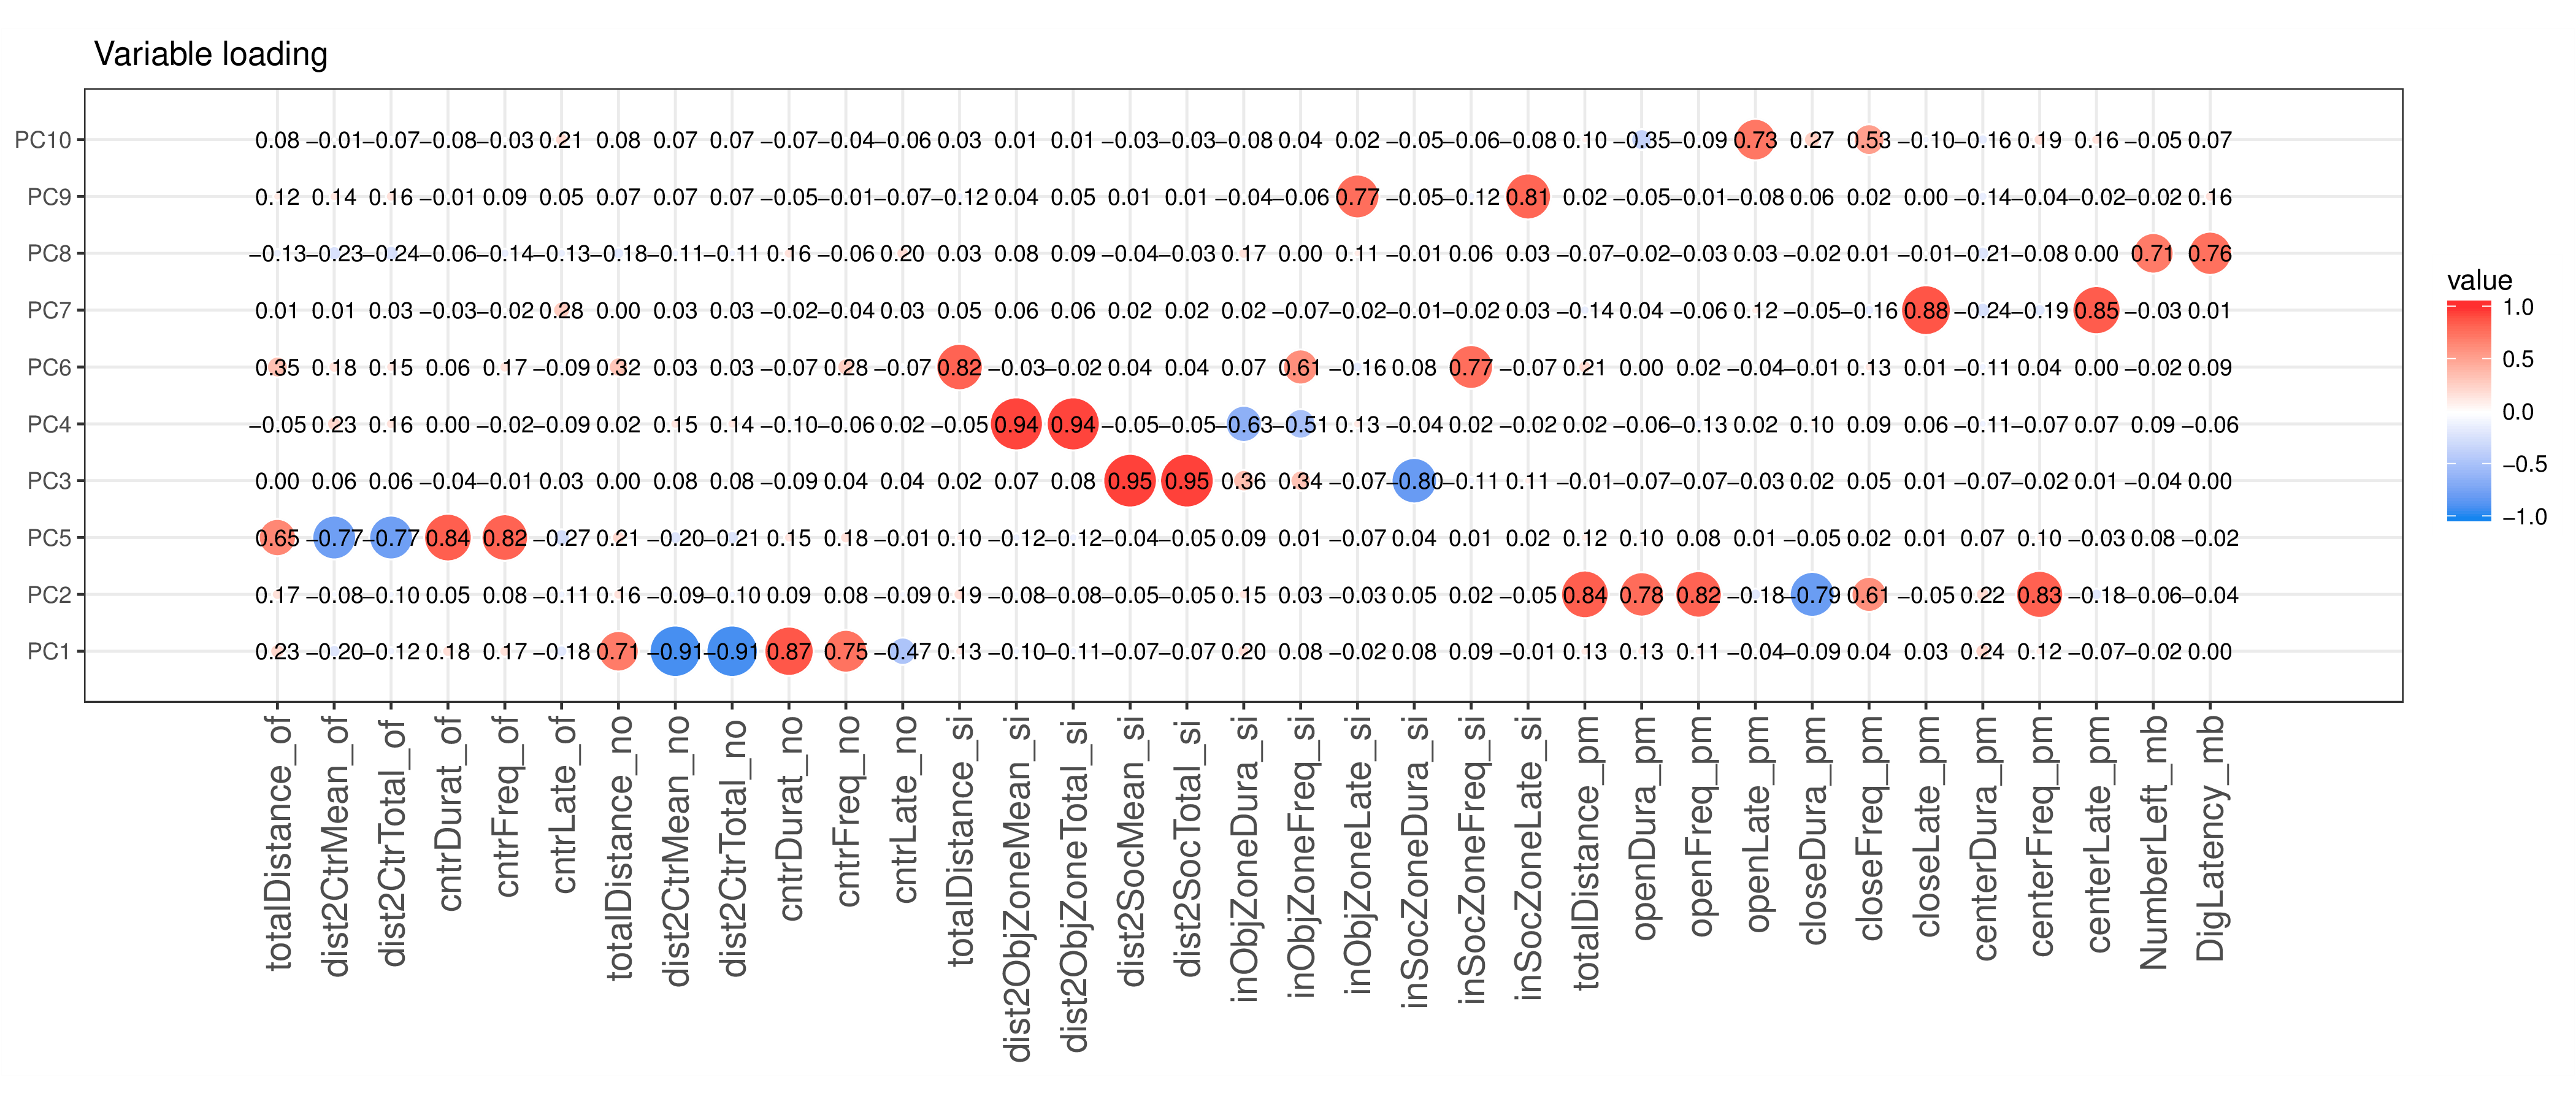 Variable loading
PC10 0.08 −0.01 −0.07 −0.08 −0.03 0.21 0.08 0.07 0.07 −0.07 −0.04 −0.06 0.03 0.01 0.01 −0.03 −0.03 −0.08 0.04 0.02 −0.05 −0.06 −0.08 0.10 −0.35 −0.09 0.73 0.27 0.53 −0.10 −0.16 0.19 0.16 −0.05 0.07
PC9 0.12 0.14 0.16 −0.01 0.09 0.05 0.07 0.07 0.07 −0.05 −0.01 −0.07 −0.12 0.04 0.05 0.01 0.01 −0.04 −0.06 0.77 −0.05 −0.12 0.81 0.02 −0.05 −0.01 −0.08 0.06 0.02 0.00 −0.14 −0.04 −0.02 −0.02 0.16
PC8 −0.13 −0.23 −0.24 −0.06 −0.14 −0.13 −0.18 −0.11 −0.11 0.16 −0.06 0.20 0.03 0.08 0.09 −0.04 −0.03 0.17 0.00 0.11 −0.01 0.06 0.03 −0.07 −0.02 −0.03 0.03 −0.02 0.01 −0.01 −0.21 −0.08 0.00 0.71 0.76
PC7 0.01 0.01 0.03 −0.03 −0.02 0.28 0.00 0.03 0.03 −0.02 −0.04 0.03 0.05 0.06 0.06 0.02 0.02 0.02 −0.07 −0.02 −0.01 −0.02 0.03 −0.14 0.04 −0.06 0.12 −0.05 −0.16 0.88 −0.24 −0.19 0.85 −0.03 0.01
PC6 0.35 0.18 0.15 0.06 0.17 −0.09 0.32 0.03 0.03 −0.07 0.28 −0.07 0.82 −0.03 −0.02 0.04 0.04 0.07 0.61 −0.16 0.08 0.77 −0.07 0.21 0.00 0.02 −0.04 −0.01 0.13 0.01 −0.11 0.04 0.00 −0.02 0.09
PC4 −0.05 0.23 0.16 0.00 −0.02 −0.09 0.02 0.15 0.14 −0.10 −0.06 0.02 −0.05 0.94 0.94 −0.05 −0.05 −0.63 −0.51 0.13 −0.04 0.02 −0.02 0.02 −0.06 −0.13 0.02 0.10 0.09 0.06 −0.11 −0.07 0.07 0.09 −0.06
PC3 0.00 0.06 0.06 −0.04 −0.01 0.03 0.00 0.08 0.08 −0.09 0.04 0.04 0.02 0.07 0.08 0.95 0.95 0.36 0.34 −0.07 −0.80 −0.11 0.11 −0.01 −0.07 −0.07 −0.03 0.02 0.05 0.01 −0.07 −0.02 0.01 −0.04 0.00
PC5 0.65 −0.77 −0.77 0.84 0.82 −0.27 0.21 −0.20 −0.21 0.15 0.18 −0.01 0.10 −0.12 −0.12 −0.04 −0.05 0.09 0.01 −0.07 0.04 0.01 0.02 0.12 0.10 0.08 0.01 −0.05 0.02 0.01 0.07 0.10 −0.03 0.08 −0.02
PC2 0.17 −0.08 −0.10 0.05 0.08 −0.11 0.16 −0.09 −0.10 0.09 0.08 −0.09 0.19 −0.08 −0.08 −0.05 −0.05 0.15 0.03 −0.03 0.05 0.02 −0.05 0.84 0.78 0.82 −0.18 −0.79 0.61 −0.05 0.22 0.83 −0.18 −0.06 −0.04
PC1 0.23 −0.20 −0.12 0.18 0.17 −0.18 0.71 −0.91 −0.91 0.87 0.75 −0.47 0.13 −0.10 −0.11 −0.07 −0.07 0.20 0.08 −0.02 0.08 0.09 −0.01 0.13 0.13 0.11 −0.04 −0.09 0.04 0.03 0.24 0.12 −0.07 −0.02 0.00
totalDistance_of
dist2CtrMean_of
dist2CtrTotal_of
cntrDurat_of
cntrFreq_of
cntrLate_of
totalDistance_no
dist2CtrMean_no
dist2CtrTotal_no
cntrDurat_no
cntrFreq_no
cntrLate_no
totalDistance_si
dist2ObjZoneMean_si
dist2ObjZoneTotal_si
dist2SocMean_si
dist2SocTotal_si
inObjZoneDura_si
inObjZoneFreq_si
inObjZoneLate_si
inSocZoneDura_si
inSocZoneFreq_si
inSocZoneLate_si
totalDistance_pm
openDura_pm
openFreq_pm
openLate_pm
closeDura_pm
closeFreq_pm
closeLate_pm
centerDura_pm
centerFreq_pm
centerLate_pm
NumberLeft_mb
DigLatency_mb
value
1.0
0.5
0.0
−0.5
−1.0